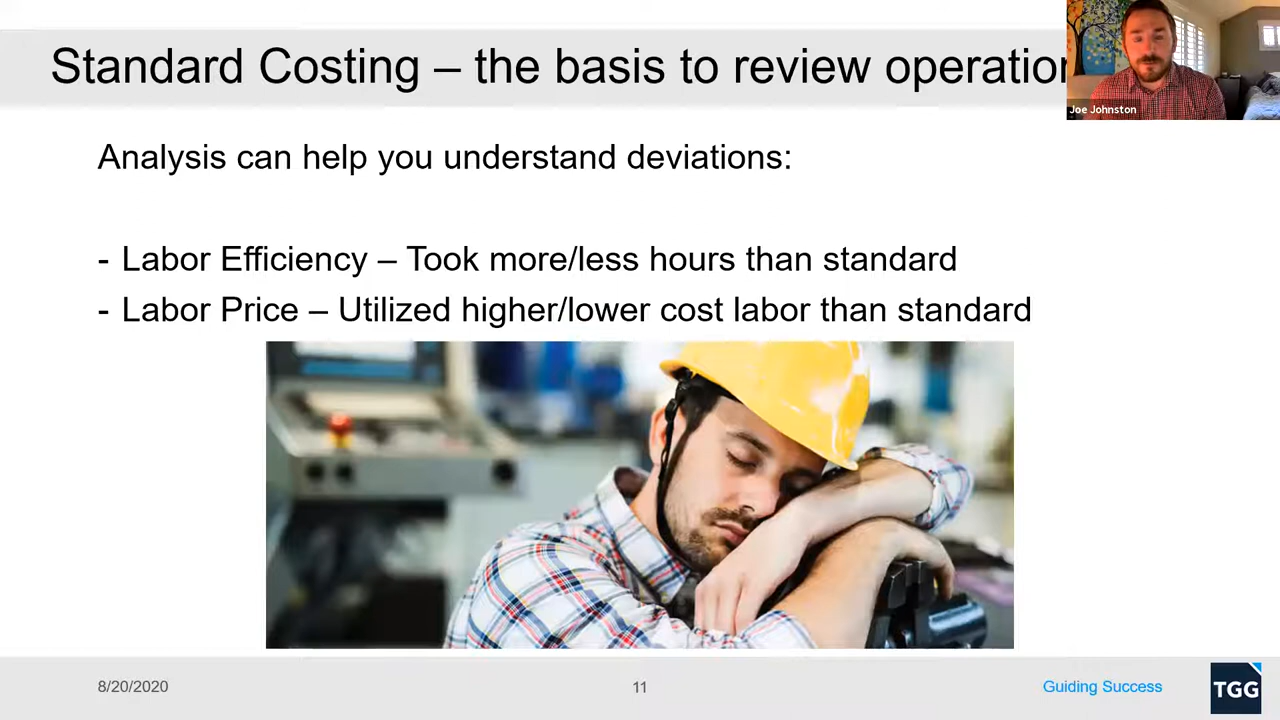 Standard Costing – the basis to review operation
Joe Johnston
Analysis can help you understand deviations:
- Labor Efficiency – Took more/less hours than standard
- Labor Price – Utilized higher/lower cost labor than standard
8/20/2020
11
Guiding Success
TGG